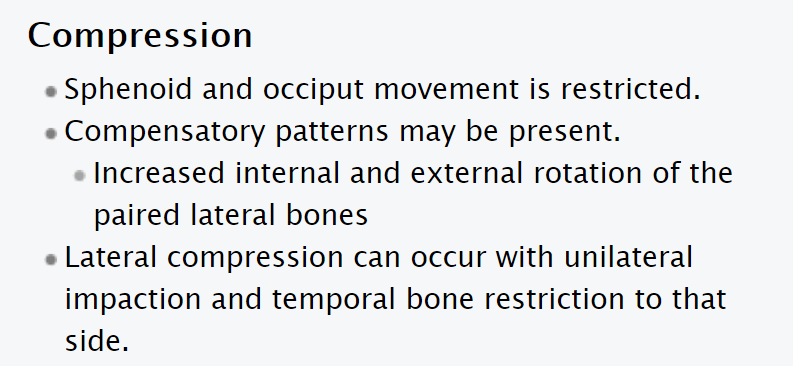 Compression
Sphenoid and occiput movement is restricted.
Compensatory patterns may be present.
Increased internal and external rotation of the
paired lateral bones
Lateral compression can occur with unilateral
impaction and temporal bone restriction to that
side.